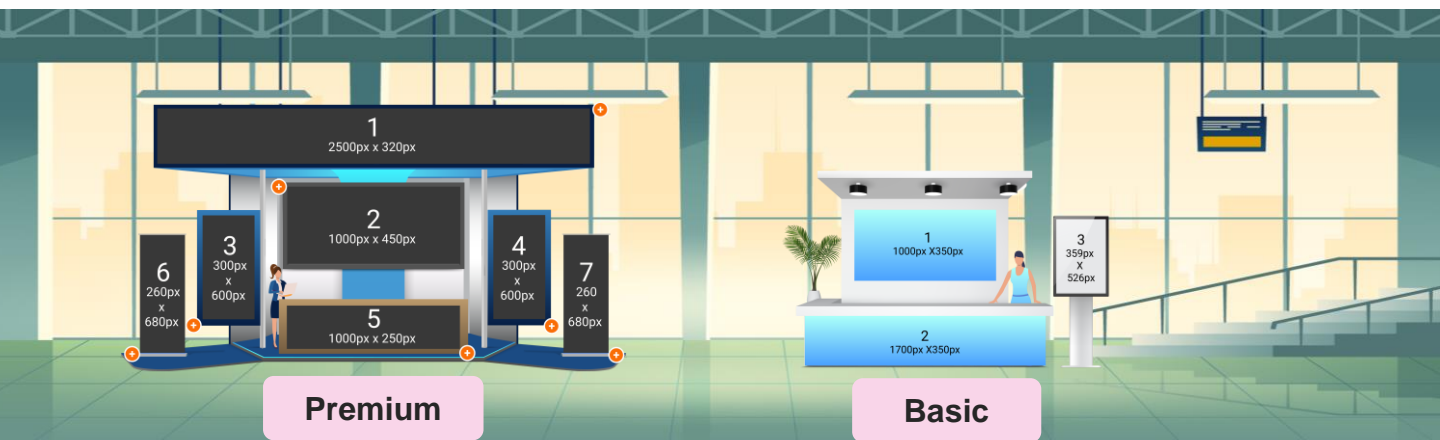 1
2500px x 320px
2
1000px x 450px
3
300px
x
600px
4
300px
x
600px
5
1000px x 250px
6
260px
x
680px
7
260
x
680px
Premium
1
1000px X350px
2
1700px X350px
3
359px
X
526px
Basic